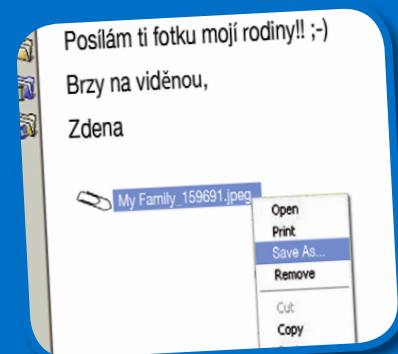 Posílám ti fotku mojí rodiny!! ;-)
Brzy na viděnou,
Zdena
My Family_159691.jpeg
Open
Print
Save As...
Remove
Cut
Copy